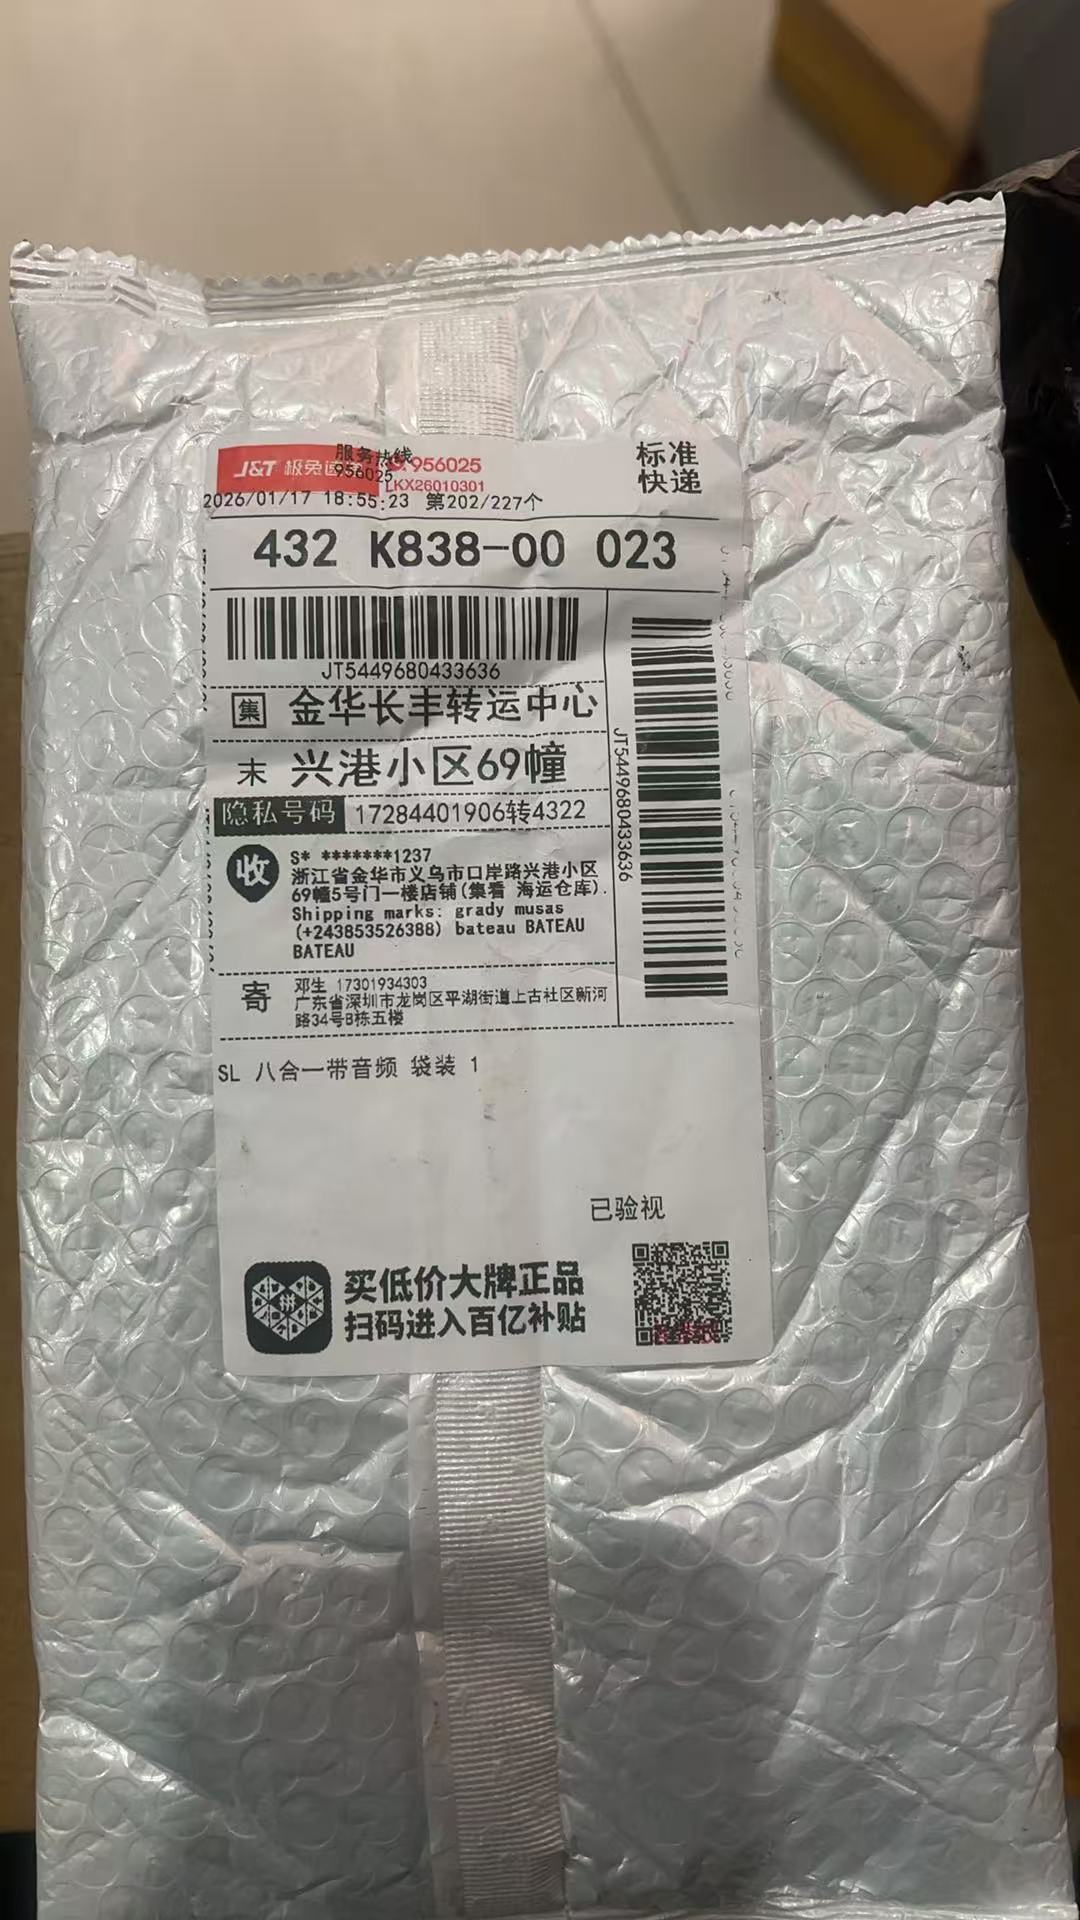 J&T 极兔速
服务热线
956025
956025
LKX26010301
标准
快递
2026/01/17 18:55:23 第202/227个
432 K838-00 023
JT5449680433636
集 金华长丰转运中心
末 兴港小区69幢
隐私号码 17284401906转4322
JT5449680433636
收
S* *******1237
浙江省金华市义乌市口岸路兴港小区
69幢5号门一楼店铺(集看 海运仓库).
Shipping marks: grady musas
(+243853526388) bateau BATEAU
BATEAU
寄
邓生 17301934303
广东省深圳市龙岗区平湖街道上古社区新河
路34号B栋五楼
SL 八合一带音频 袋装 1
已验视
买低价大牌正品
扫码进入百亿补贴